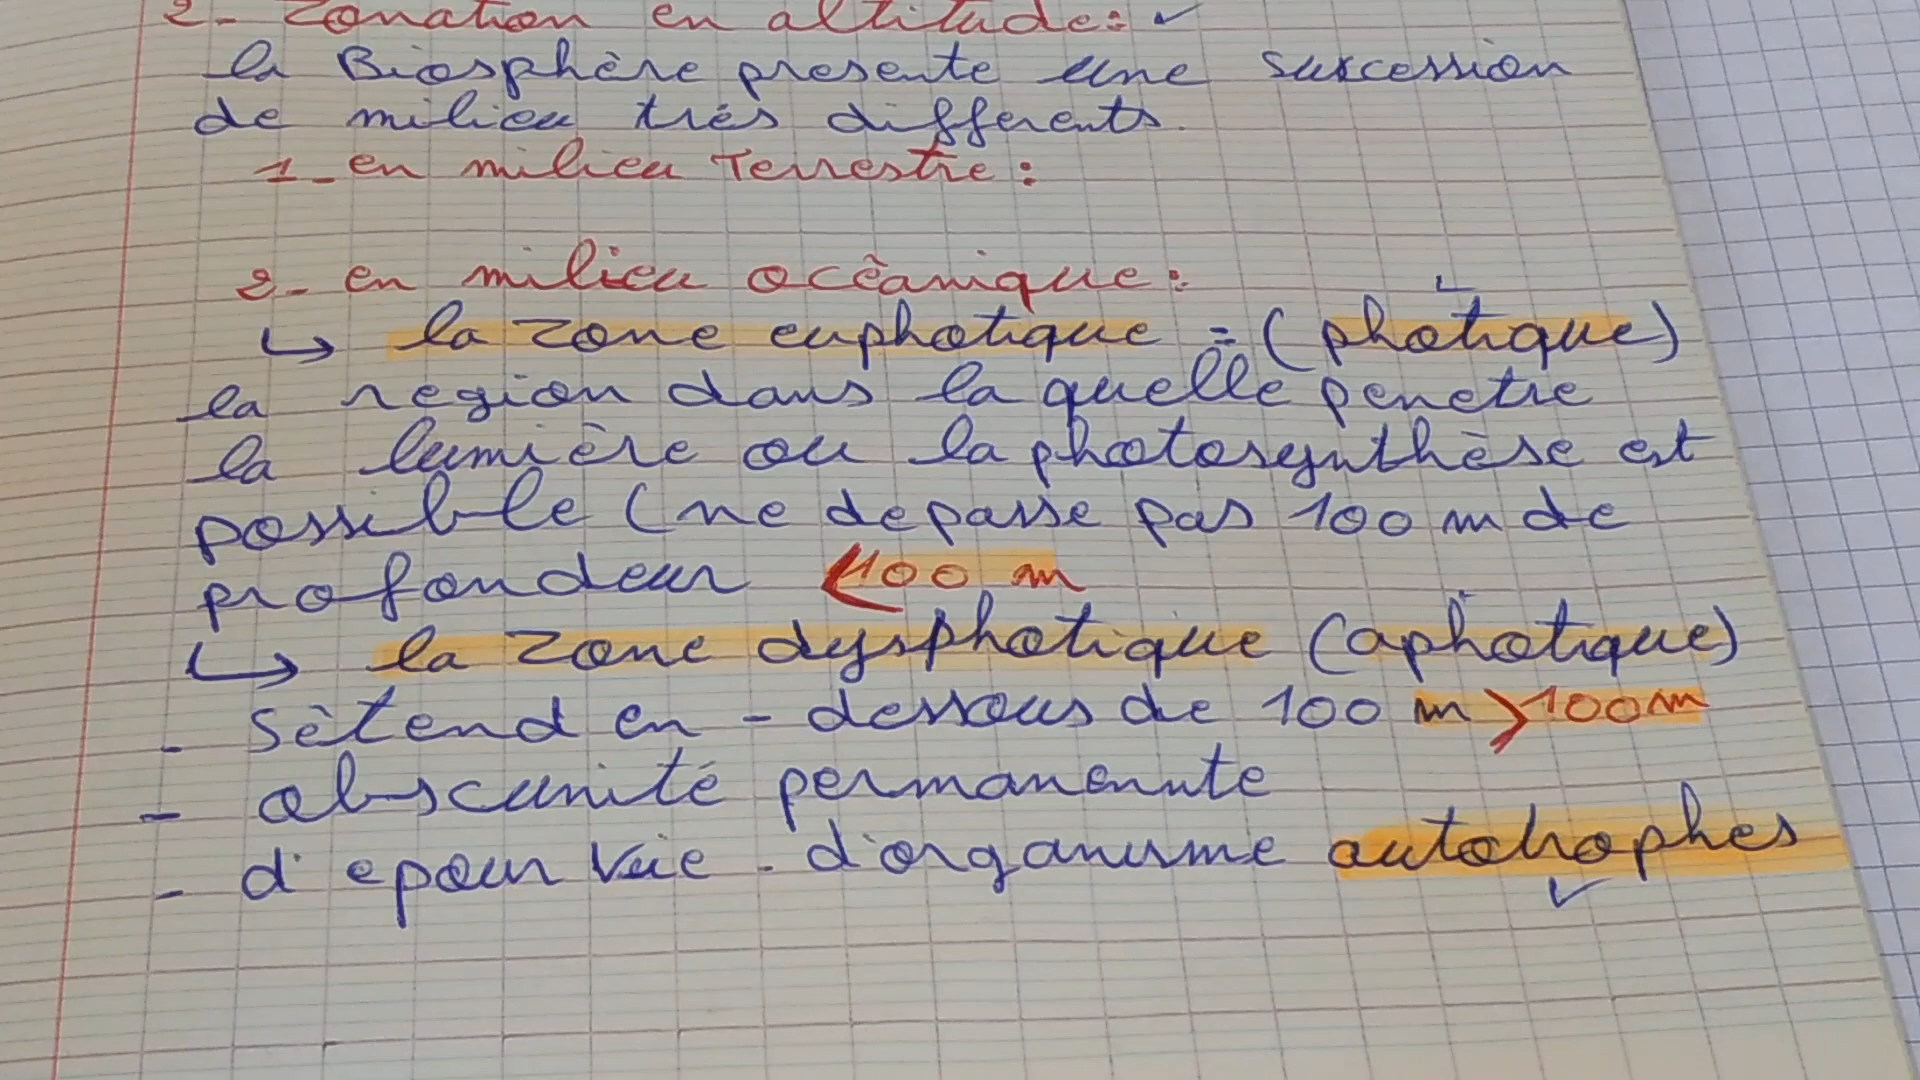 2- Zonation en altitude:
la Biosphère presente une succession
de milieu très differents.
1- en milieu Terrestre:
2- en milieu océanique:
↳ la zone euphotique = (photique)
la region dans la quelle penetre
la lumière ou la photosynthèse est
possible (ne depasse pas 100 m de
profondeur <100 m
↳ la zone dysphotique (aphotique)
- sètend en - dessous de 100 m >100m
- obscunité permanennte
- d'epourvue - d'organisme autotrophes